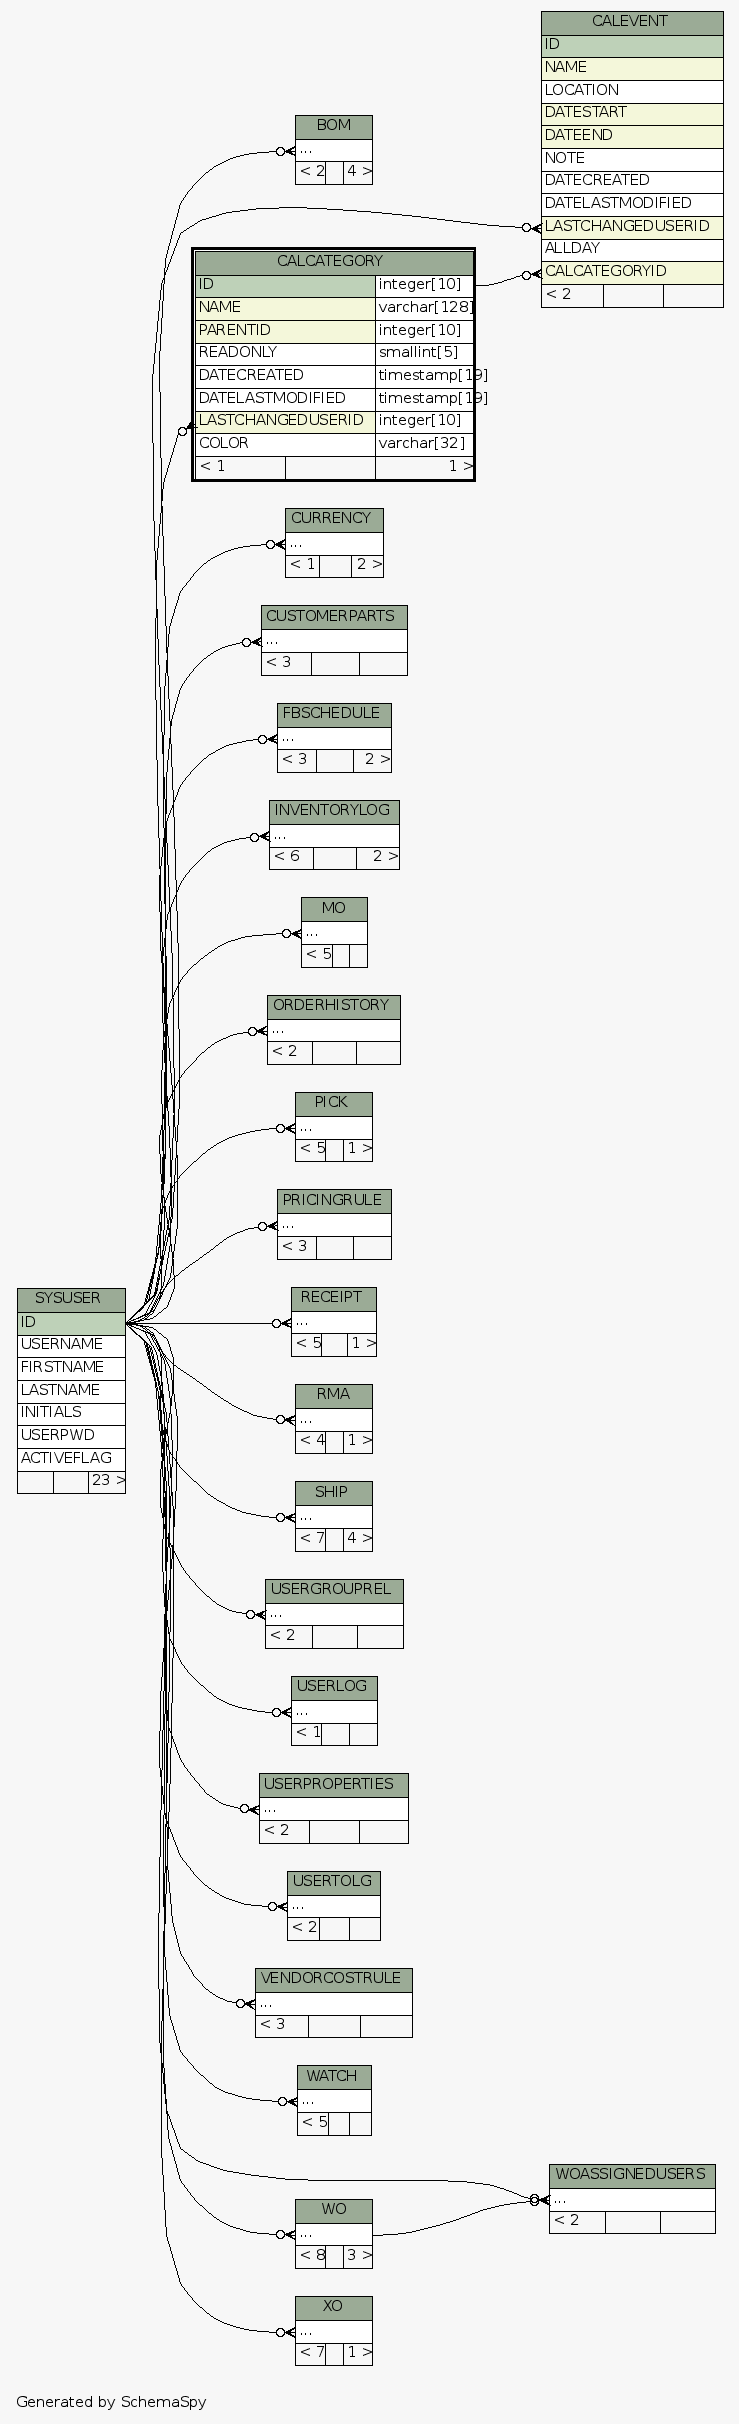 CALEVENT
ID
NAME
LOCATION
DATESTART
DATEEND
NOTE
DATECREATED
DATELASTMODIFIED
LASTCHANGEDUSERID
ALLDAY
CALCATEGORYID
< 2
BOM
...
< 2 4 >
CALCATEGORY
ID integer[10]
NAME varchar[128]
PARENTID integer[10]
READONLY smallint[5]
DATECREATED timestamp[19]
DATELASTMODIFIED timestamp[19]
LASTCHANGEDUSERID integer[10]
COLOR varchar[32]
< 1 1 >
CURRENCY
...
< 1 2 >
CUSTOMERPARTS
...
< 3
FBSCHEDULE
...
< 3 2 >
INVENTORYLOG
...
< 6 2 >
MO
...
< 5
ORDERHISTORY
...
< 2
PICK
...
< 5 1 >
PRICINGRULE
...
< 3
SYSUSER
ID
USERNAME
FIRSTNAME
LASTNAME
INITIALS
USERPWD
ACTIVEFLAG
23 >
RECEIPT
...
< 5 1 >
RMA
...
< 4 1 >
SHIP
...
< 7 4 >
USERGROUPREL
...
< 2
USERLOG
...
< 1
USERPROPERTIES
...
< 2
USERTOLG
...
< 2
VENDORCOSTRULE
...
< 3
WATCH
...
< 5
WOASSIGNEDUSERS
...
< 2
WO
...
< 8 3 >
XO
...
< 7 1 >
Generated by SchemaSpy